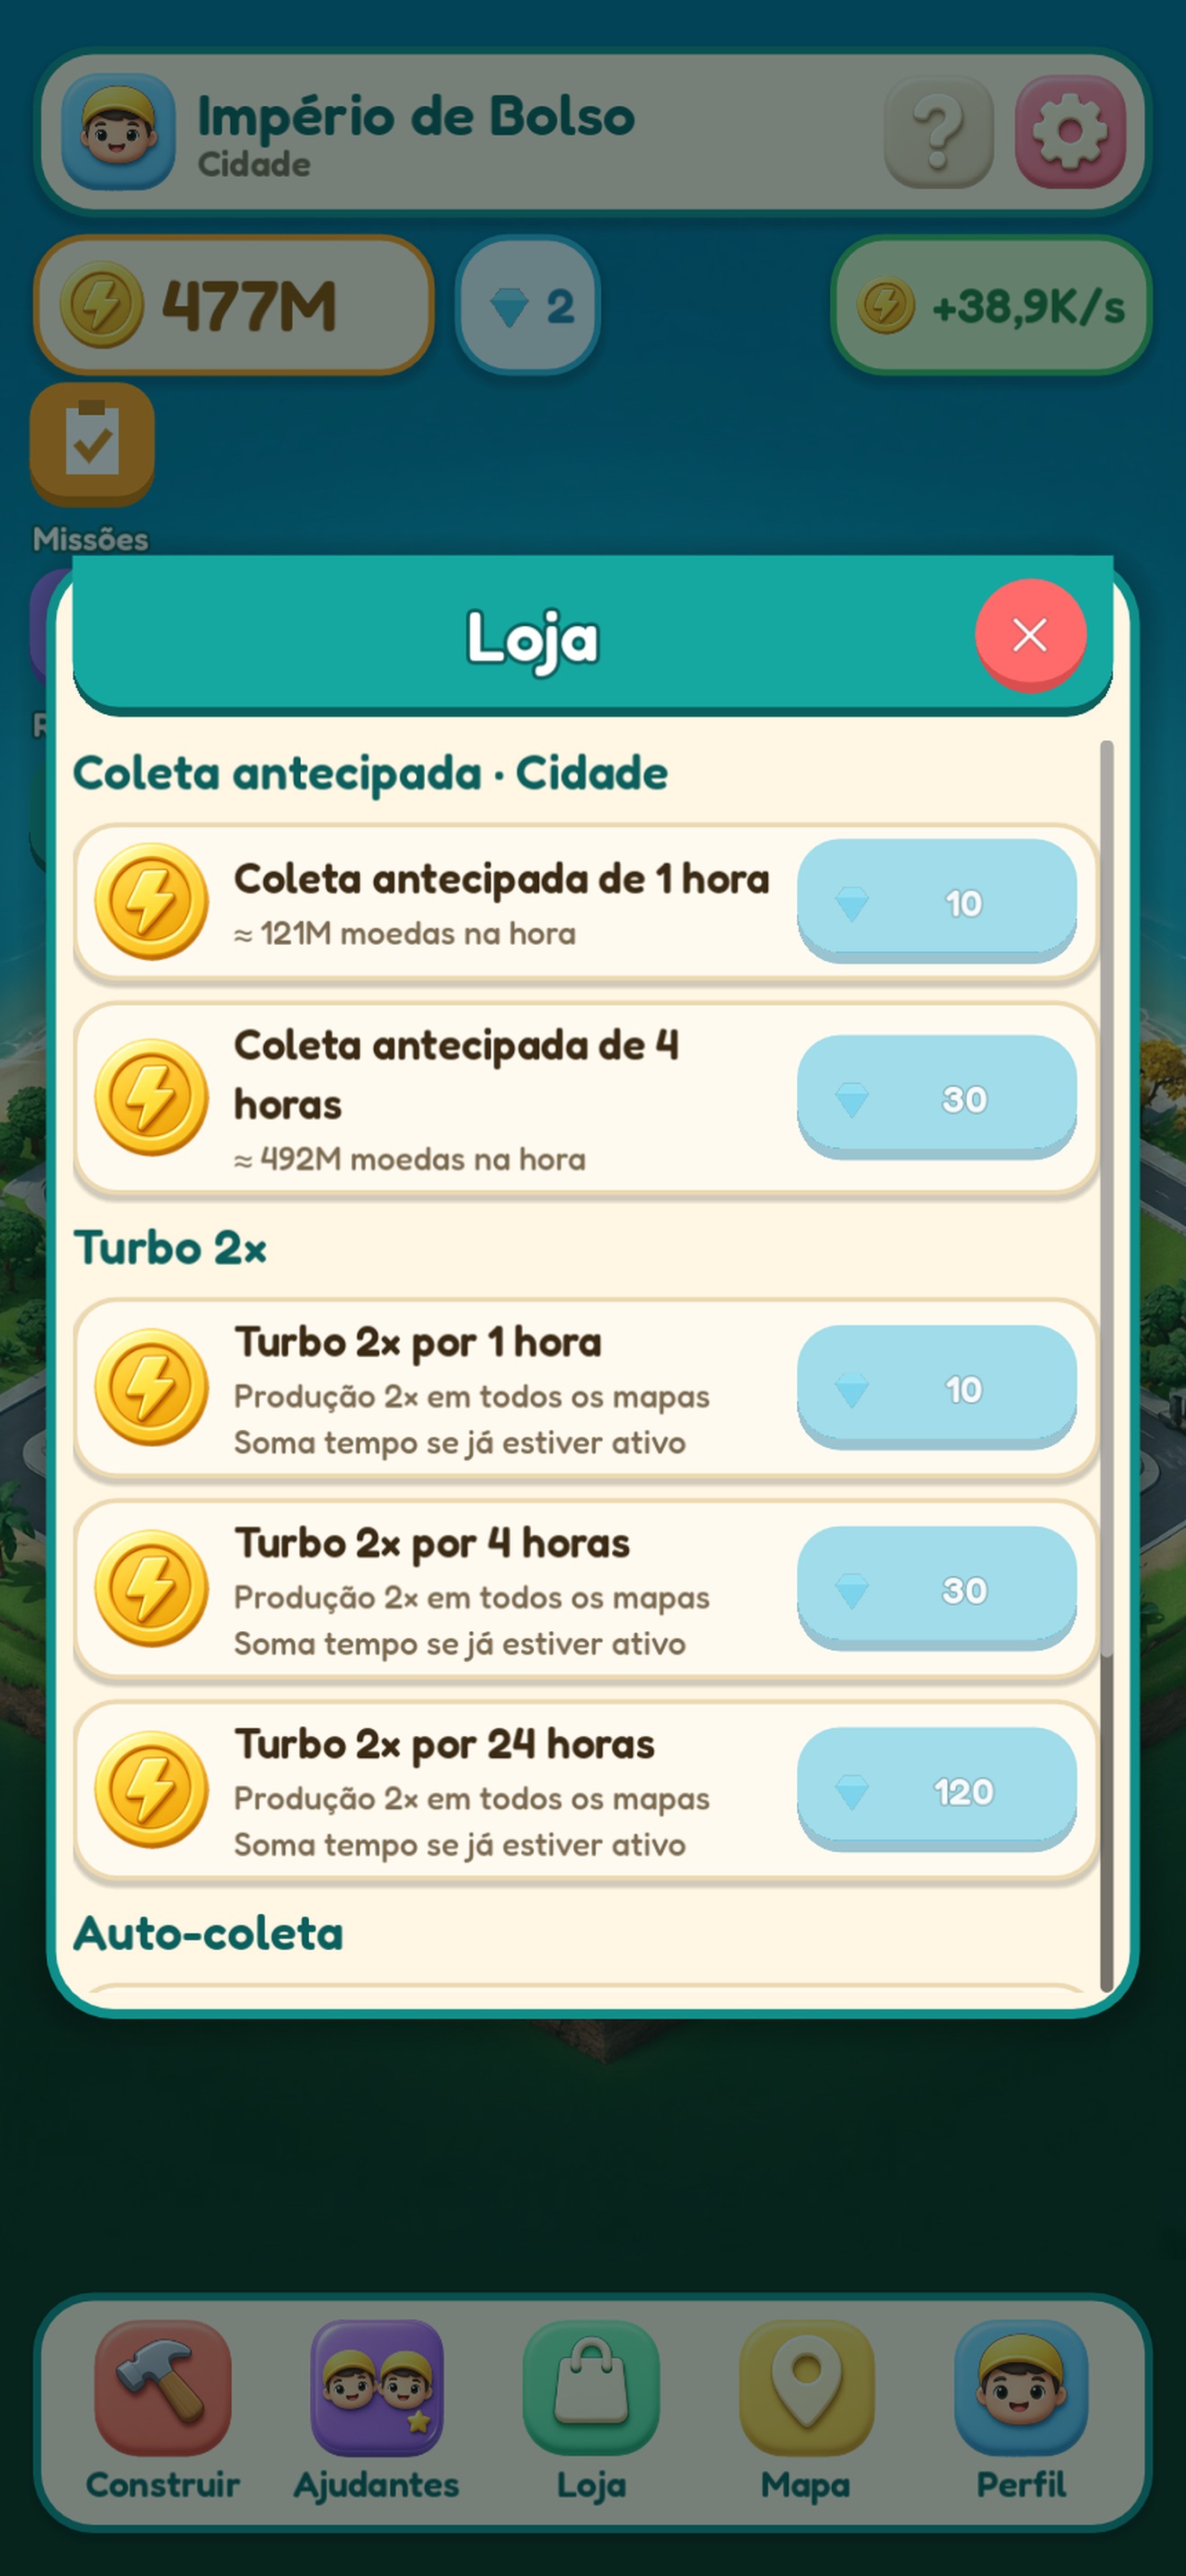 Império de Bolso
Cidade
477M
2
+38,9K/s
Missões
Loja
Coleta antecipada · Cidade
Coleta antecipada de 1 hora
≈ 121M moedas na hora
10
Coleta antecipada de 4
horas
≈ 492M moedas na hora
30
Turbo 2x
Turbo 2x por 1 hora
Produção 2x em todos os mapas
Soma tempo se já estiver ativo
10
Turbo 2x por 4 horas
Produção 2x em todos os mapas
Soma tempo se já estiver ativo
30
Turbo 2x por 24 horas
Produção 2x em todos os mapas
Soma tempo se já estiver ativo
120
Auto-coleta
Construir
Ajudantes
Loja
Mapa
Perfil